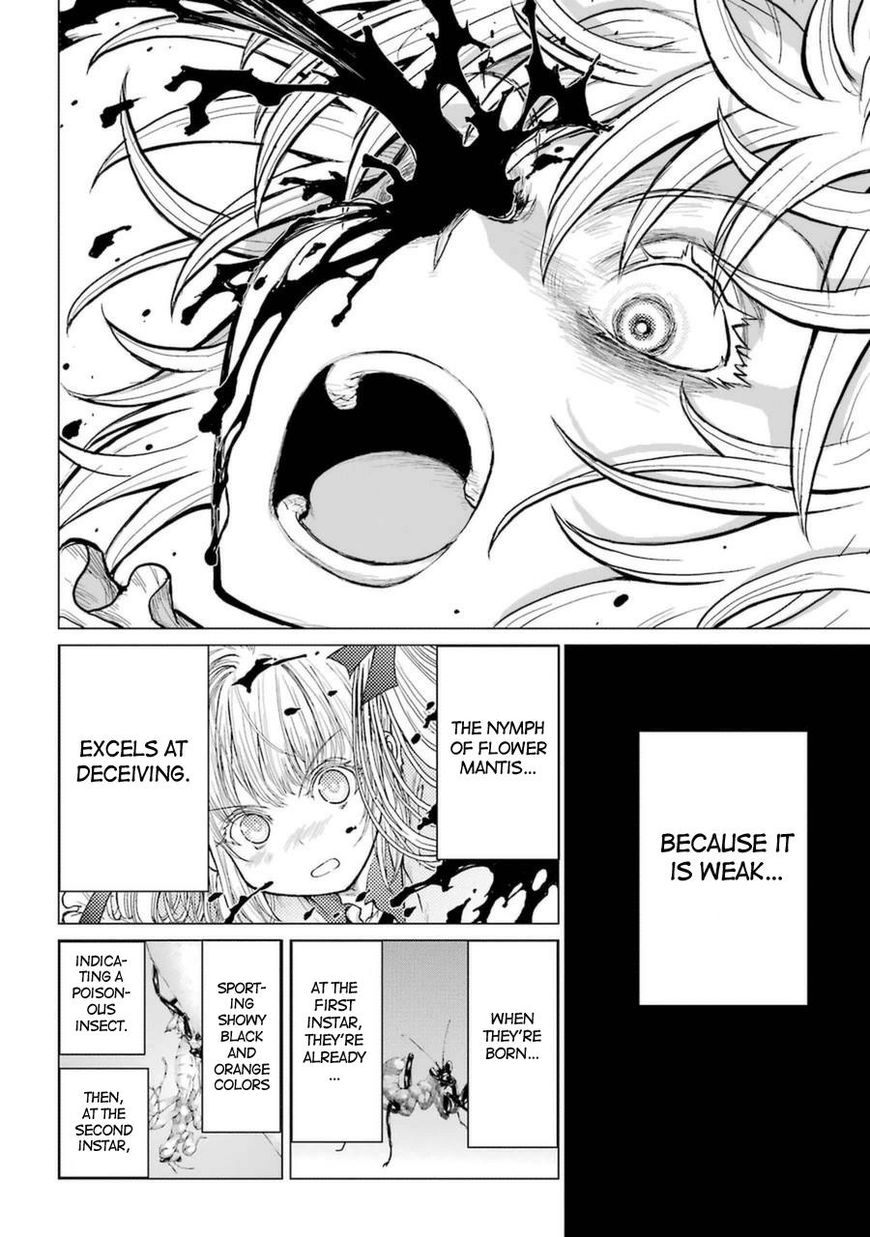 BECAUSE IT
IS WEAK...
THE NYMPH
OF FLOWER
MANTIS...
EXCELS AT
DECEIVING.
WHEN
THEY'RE
BORN...
AT THE
FIRST
INSTAR,
THEY'RE
ALREADY
...
SPORT-
ING
SHOWY
BLACK
AND
ORANGE
COLORS
INDICA-
TING A
POISON-
OUS
INSECT.
THEN,
AT THE
SECOND
INSTAR,